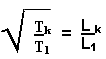 √(Tk/T1) = Lk/L1